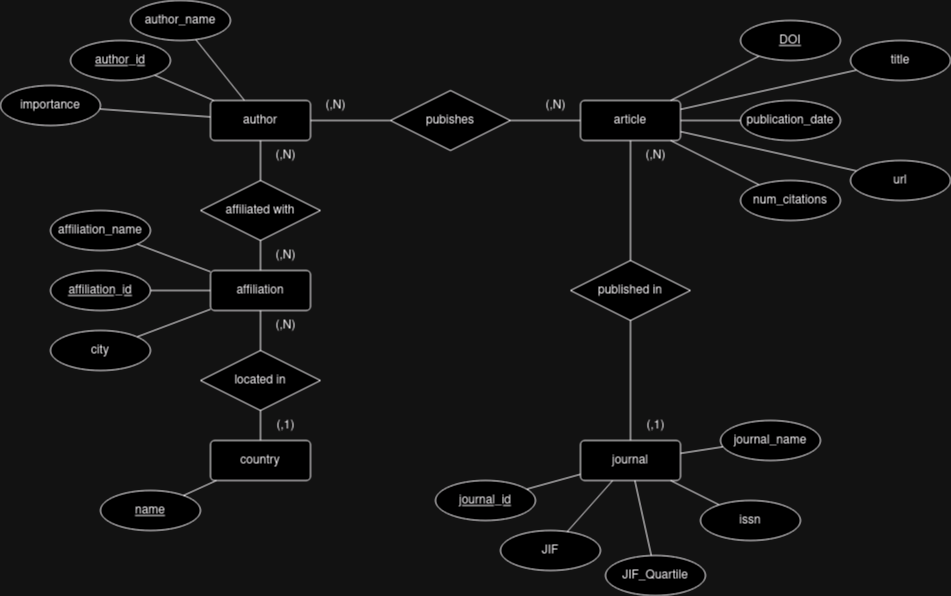 author_name
author_id
importance
author
(,N)
pubishes
(,N)
article
DOI
title
publication_date
url
num_citations
(,N)
(,N)
affiliated with
(,N)
affiliation_name
affiliation_id
city
affiliation
(,N)
located in
(,1)
country
name
published in
(,1)
journal
journal_name
journal_id
issn
JIF
JIF_Quartile